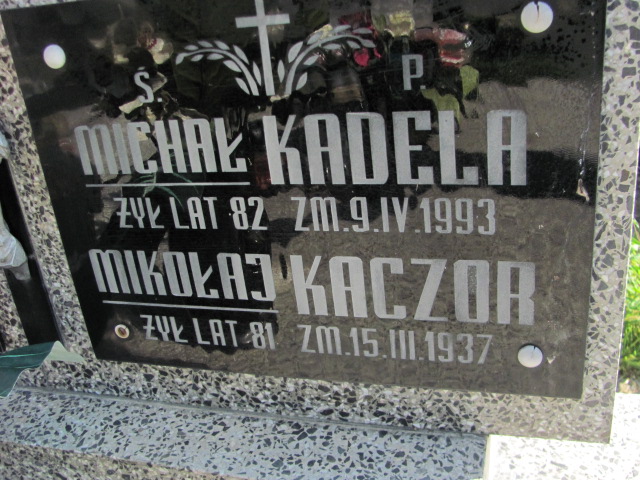 Ś. P
MICHAŁ KADELA
ŻYŁ LAT 82 ZM.9.IV.1993
MIKOŁAJ KACZOR
ŻYŁ LAT 81 ZM.15.III.1937